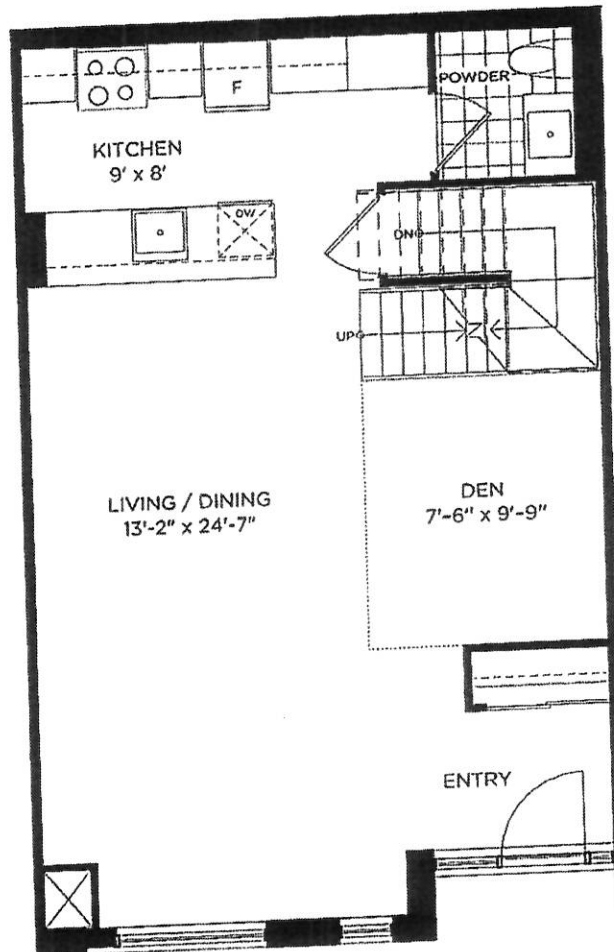 POWDER
F
KITCHEN
9' x 8'
DW
DN
UP
LIVING / DINING
13'-2" x 24'-7"
DEN
7'-6" x 9'-9"
ENTRY